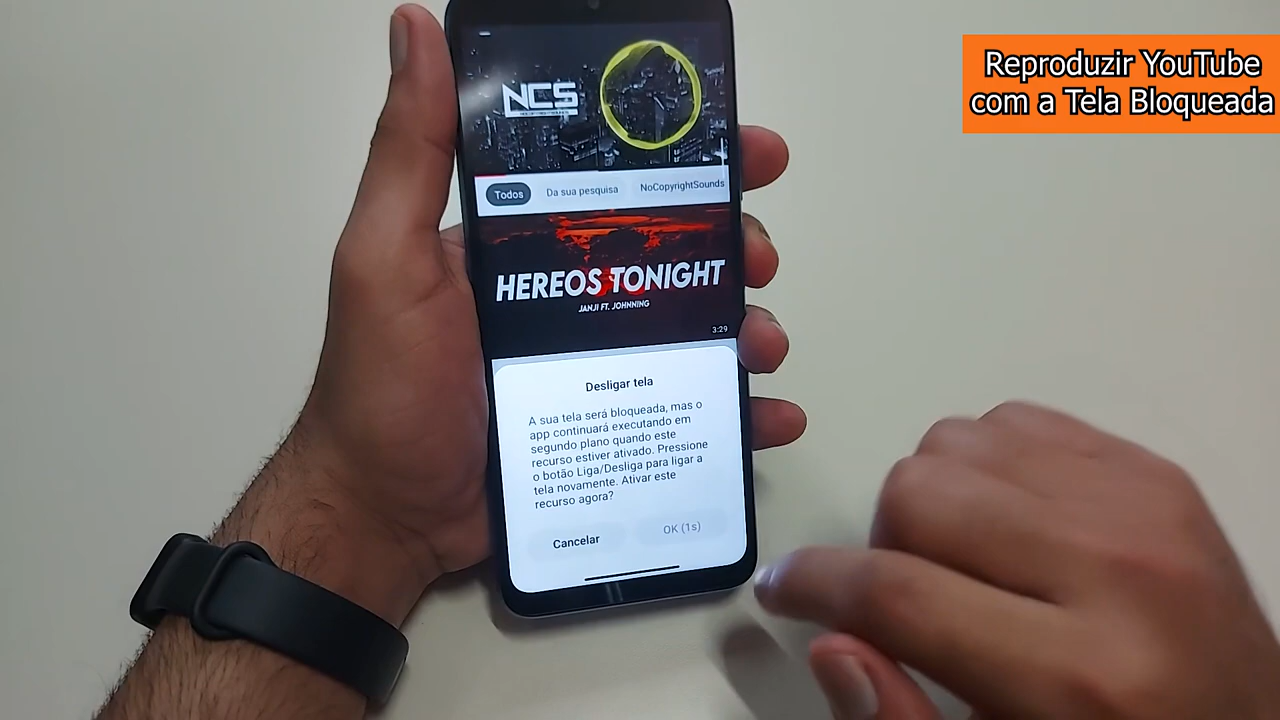 Reproduzir YouTube
com a Tela Bloqueada
NCS
Todos
Da sua pesquisa
NoCopyrightSounds
HEREOS TONIGHT
JANJI FT. JOHNNING
3:29
Desligar tela
A sua tela será bloqueada, mas o
app continuará executando em
segundo plano quando este
recurso estiver ativado. Pressione
o botão Liga/Desliga para ligar a
tela novamente. Ativar este
recurso agora?
Cancelar
OK (1s)